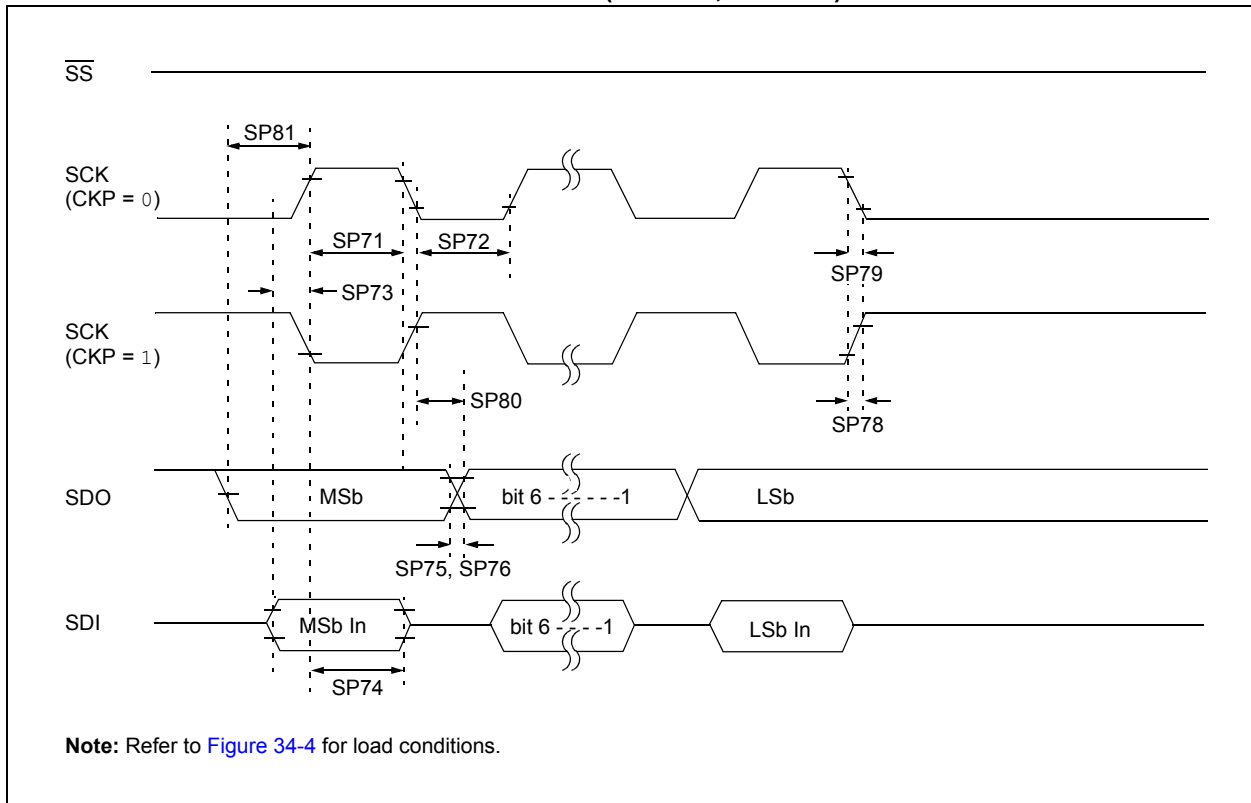 SS
SP81
SCK
(CKP = 0)
SP71
SP72
SP79
SP73
SCK
(CKP = 1)
SP80
SP78
SDO
MSb
bit 6 - - - - - -1
LSb
SP75, SP76
SDI
MSb In
bit 6 - - - -1
LSb In
SP74
Note: Refer to Figure 34-4 for load conditions.